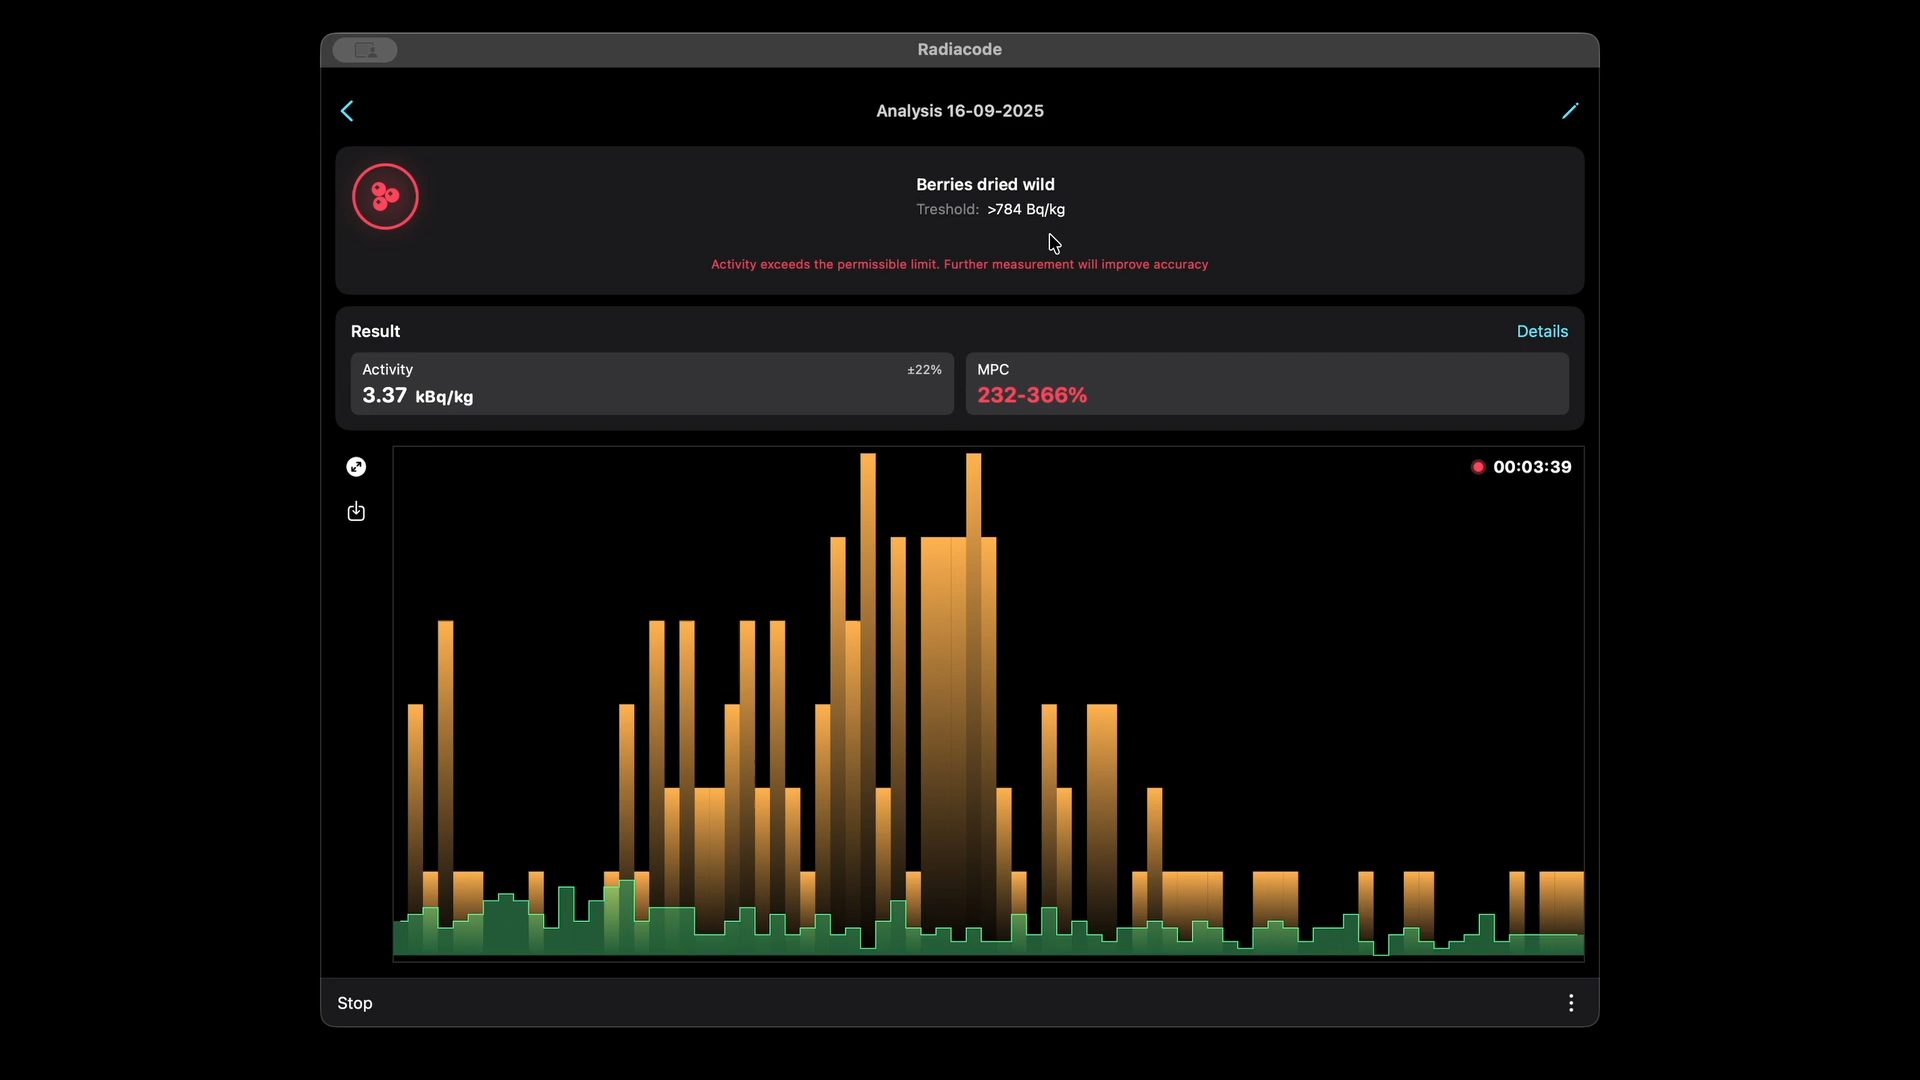 Radiacode
Analysis 16-09-2025
Berries dried wild
Treshold: >784 Bq/kg
Activity exceeds the permissible limit. Further measurement will improve accuracy
Result
Details
Activity
±22%
3.37 kBq/kg
MPC
232-366%
00:03:39
Stop